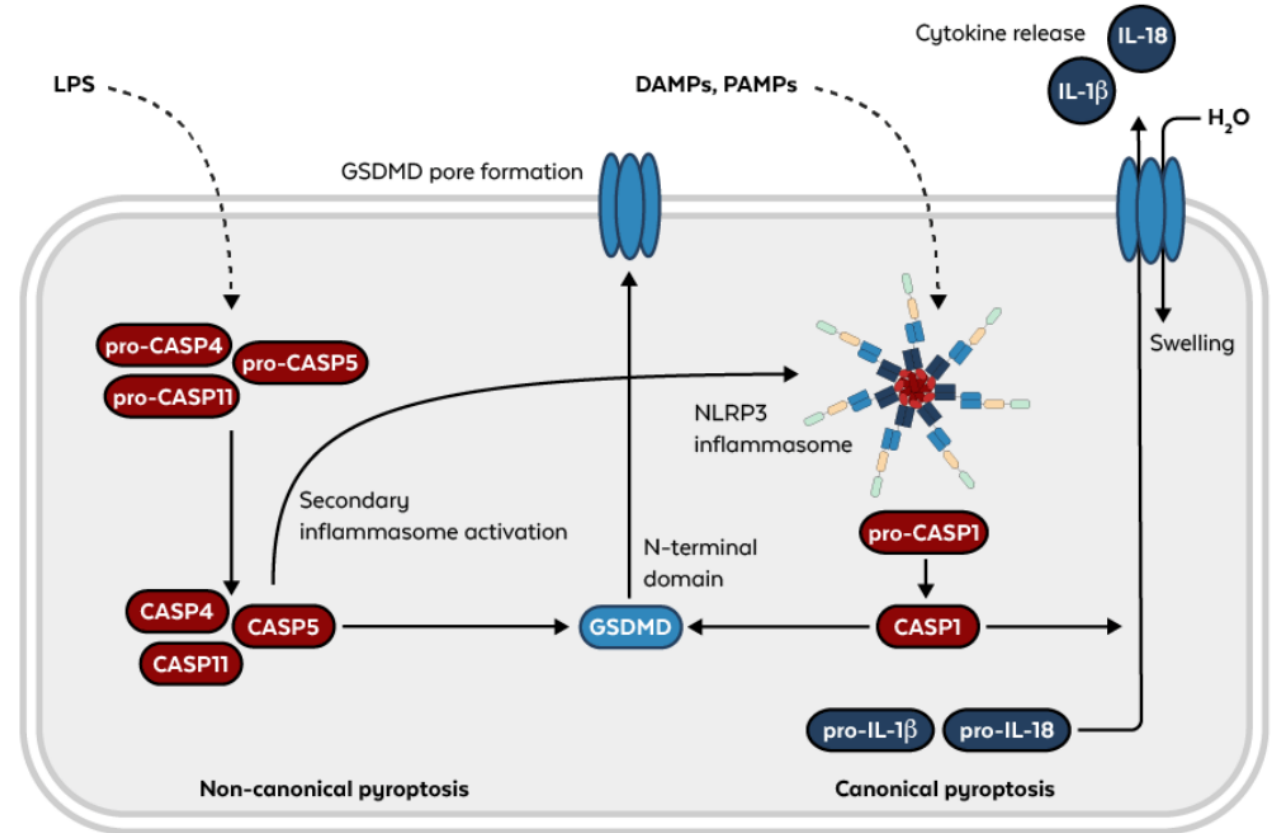 Cytokine release
IL-18
IL-1β
LPS
DAMPs, PAMPs
H₂O
GSDMD pore formation
pro-CASP4
pro-CASP5
pro-CASP11
Swelling
NLRP3
inflammasome
Secondary
inflammasome activation
pro-CASP1
N-terminal
domain
CASP4
CASP5
CASP11
GSDMD
CASP1
pro-IL-1β
pro-IL-18
Non-canonical pyroptosis
Canonical pyroptosis